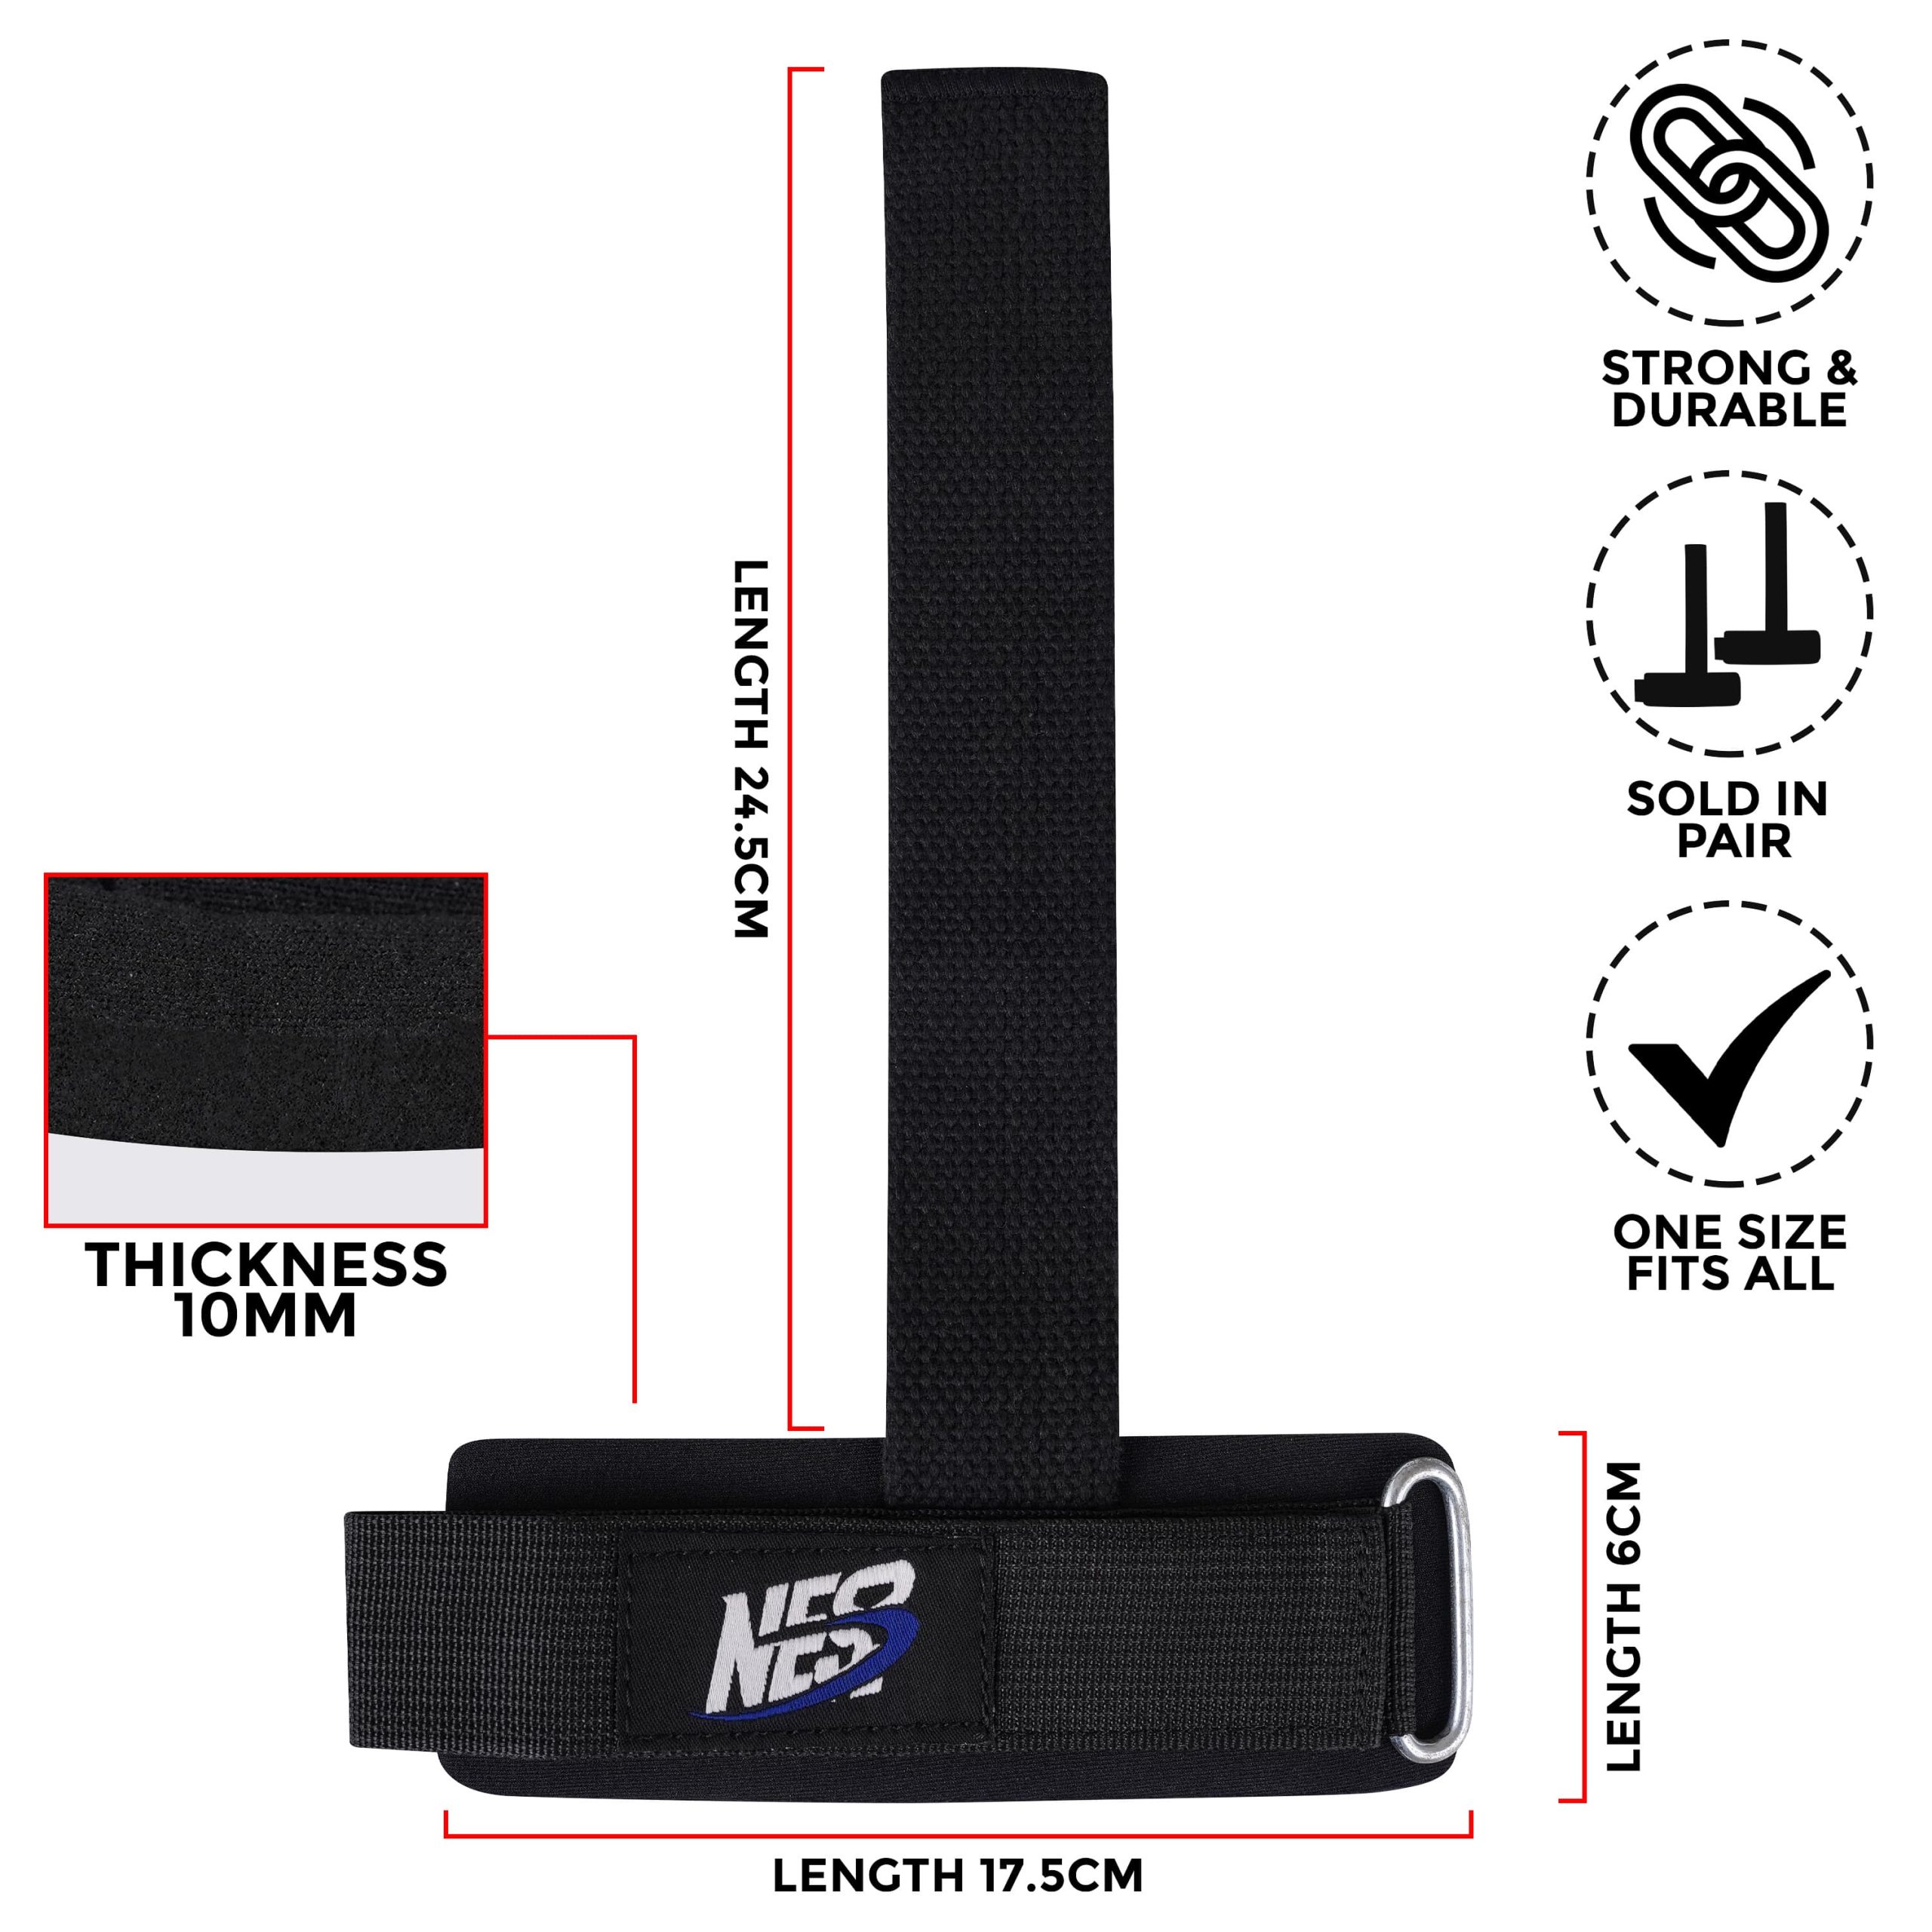 STRONG &
DURABLE
LENGTH 24.5CM
SOLD IN
PAIR
THICKNESS
10MM
ONE SIZE
FITS ALL
LENGTH 6CM
LENGTH 17.5CM